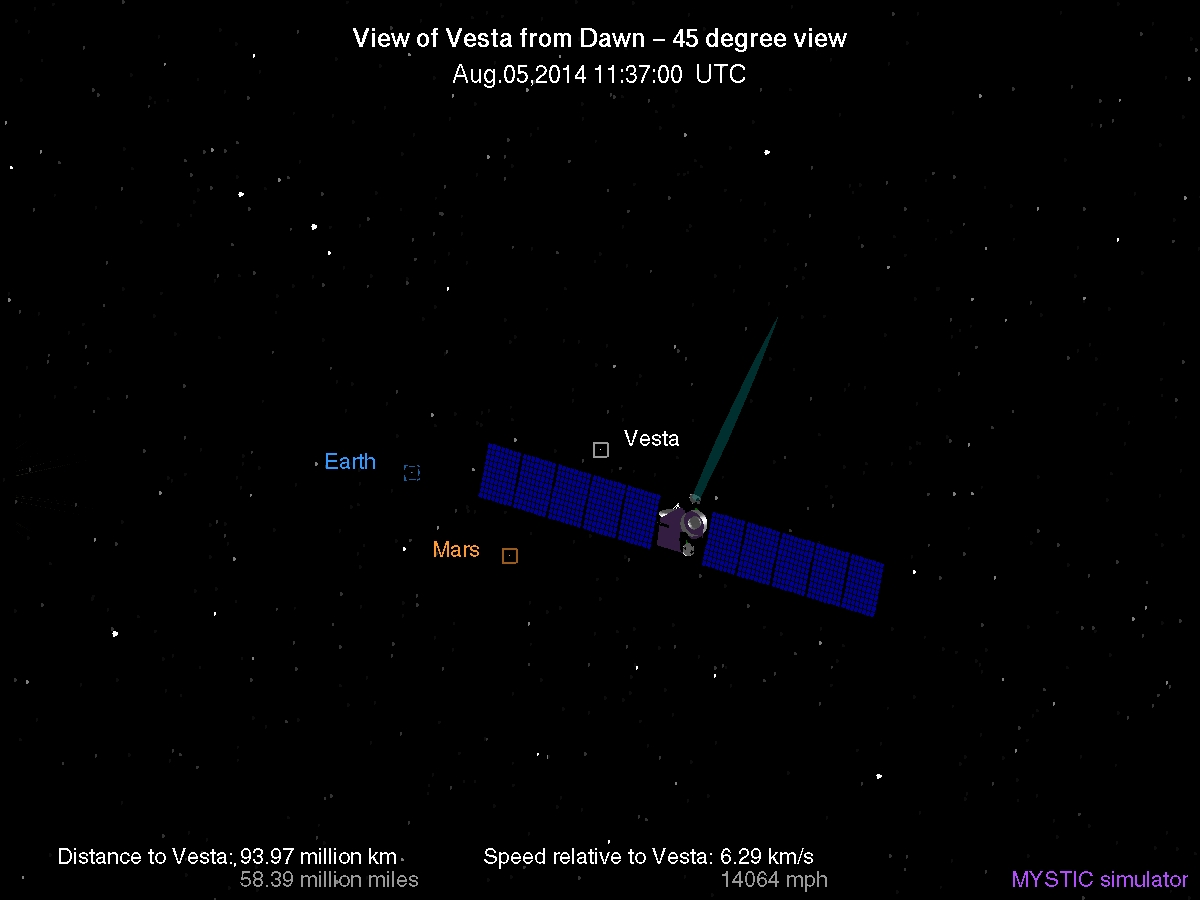 View of Vesta from Dawn – 45 degree view
Aug.05,2014 11:37:00 UTC
Vesta
Earth
Mars
Distance to Vesta: 93.97 million km
58.39 million miles
Speed relative to Vesta: 6.29 km/s
14064 mph
MYSTIC simulator